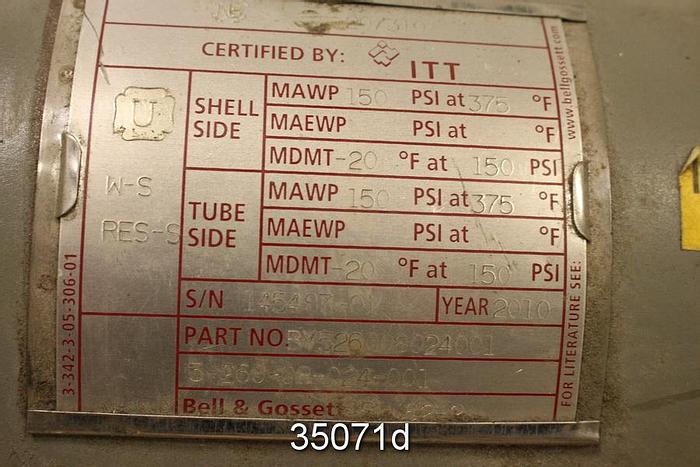 CERTIFIED BY: ITT
U
W-S
RES-S
SHELL SIDE
MAWP 150 PSI at 375 °F
MAEWP PSI at °F
MDMT -20 °F at 150 PSI
TUBE SIDE
MAWP 150 PSI at 375 °F
MAEWP PSI at °F
MDMT -20 °F at 150 PSI
S/N YEAR 2010
PART NO.
Bell & Gossett
3-342-3-05-306-01
www.bellgossett.com
FOR LITERATURE SEE:
35071d